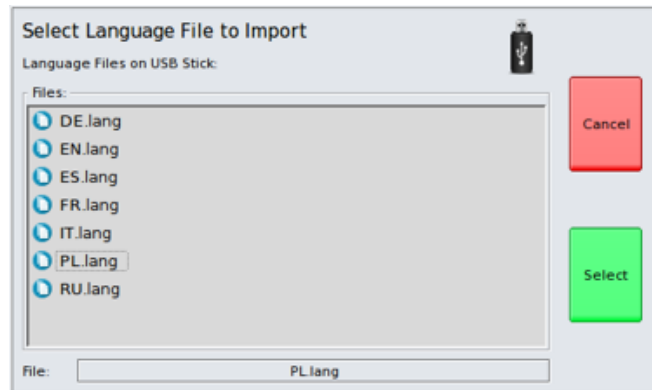 Select Language File to Import
Language Files on USB Stick:
Files:
DE.lang
EN.lang
ES.lang
FR.lang
IT.lang
PL.lang
RU.lang
Cancel
Select
File:
PL.lang